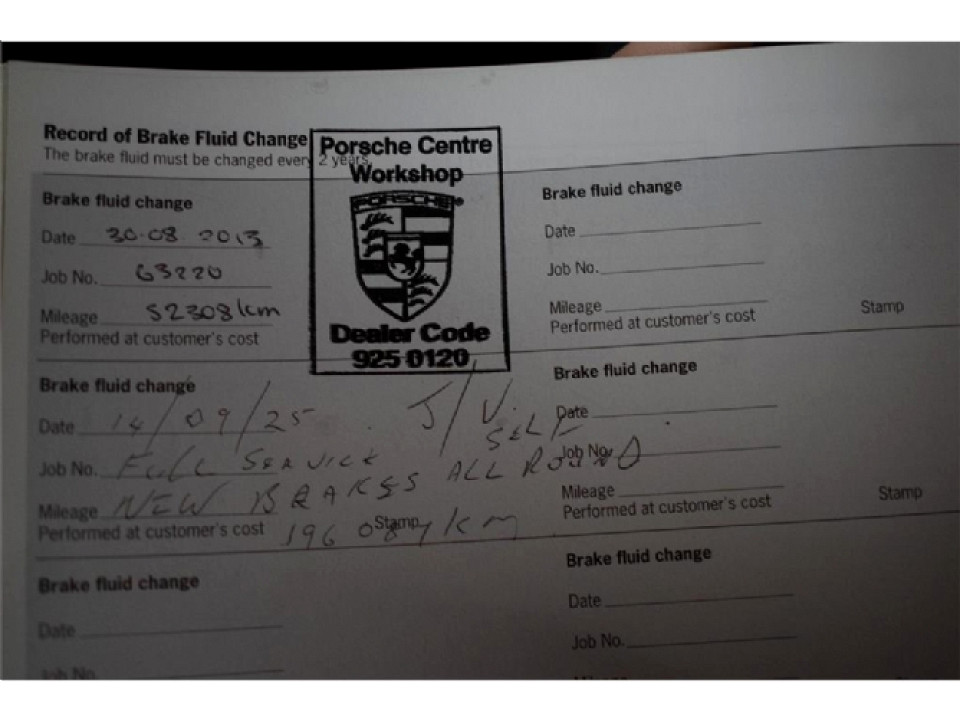 Record of Brake Fluid Change
The brake fluid must be changed every 2 years.
Porsche Centre
Workshop
PORSCHE
Dealer Code
925 0120
Brake fluid change
Date 30.08.2013
Job No. 63220
Mileage 52308km
Performed at customer's cost
Brake fluid change
Date
Job No.
Mileage
Performed at customer's cost Stamp
Brake fluid change
Date 14/09/25 J/V. SELF
Job No. FULL SERVICE
Mileage NEW BRAKES ALL ROUND
Performed at customer's cost Stamp 196 km
Brake fluid change
Date
Job No.
Mileage
Performed at customer's cost Stamp
Brake fluid change
Date
Job No.
Brake fluid change
Date
Job No.
Mileage